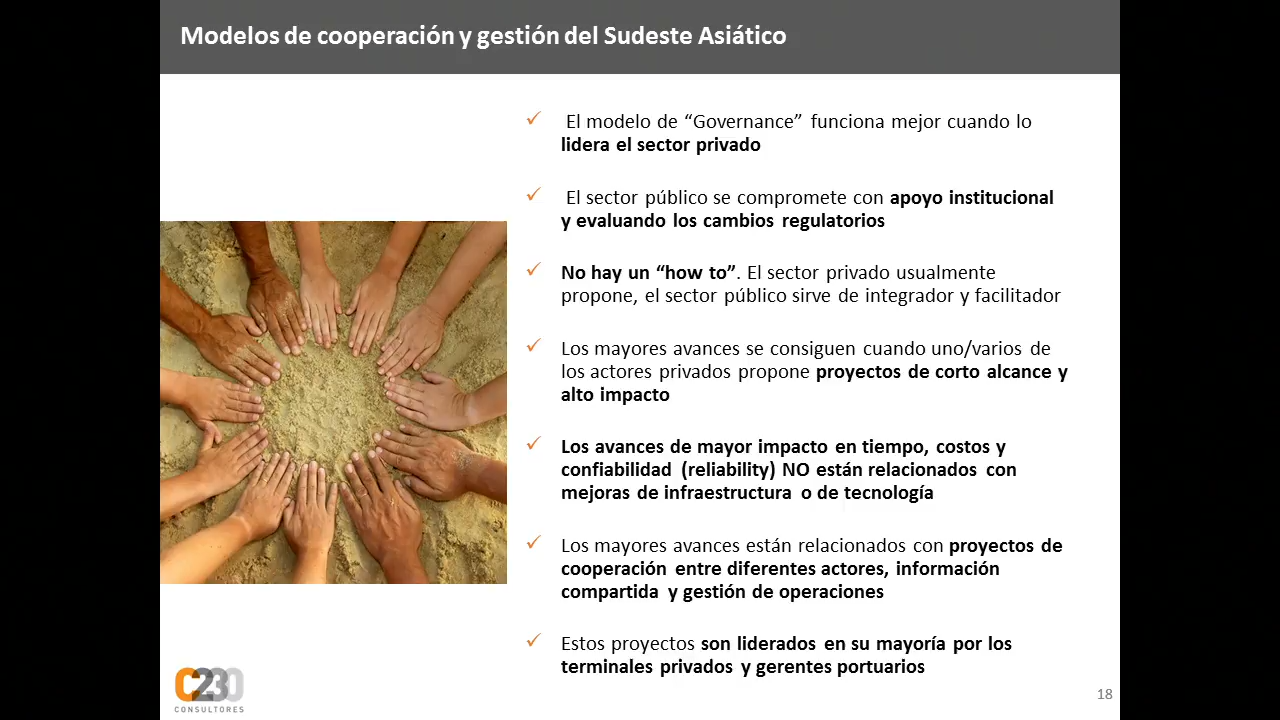 Modelos de cooperación y gestión del Sudeste Asiático
El modelo de “Governance” funciona mejor cuando lo
lidera el sector privado
El sector público se compromete con apoyo institucional
y evaluando los cambios regulatorios
No hay un “how to”. El sector privado usualmente
propone, el sector público sirve de integrador y facilitador
Los mayores avances se consiguen cuando uno/varios de
los actores privados propone proyectos de corto alcance y
alto impacto
Los avances de mayor impacto en tiempo, costos y
confiabilidad (reliability) NO están relacionados con
mejoras de infraestructura o de tecnología
Los mayores avances están relacionados con proyectos de
cooperación entre diferentes actores, información
compartida y gestión de operaciones
Estos proyectos son liderados en su mayoría por los
terminales privados y gerentes portuarios
C230
CONSULTORES
18